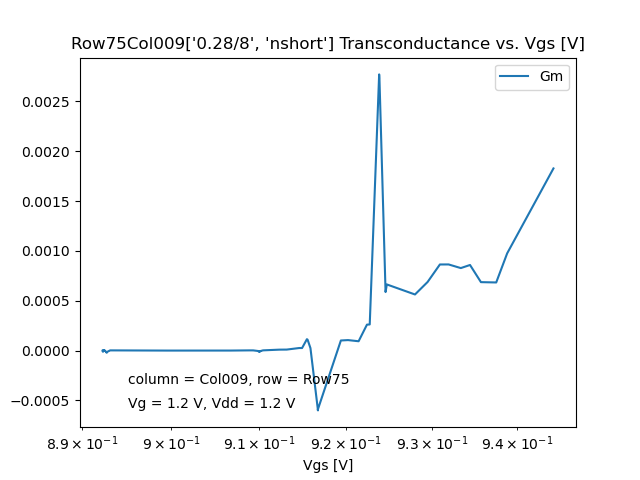 Row75Col009['0.28/8', 'nshort'] Transconductance vs. Vgs [V]
Gm
0.0025
0.0020
0.0015
0.0010
0.0005
0.0000
−0.0005
column = Col009, row = Row75
Vg = 1.2 V, Vdd = 1.2 V
8.9 × 10⁻¹ 9 × 10⁻¹ 9.1 × 10⁻¹ 9.2 × 10⁻¹ 9.3 × 10⁻¹ 9.4 × 10⁻¹
Vgs [V]